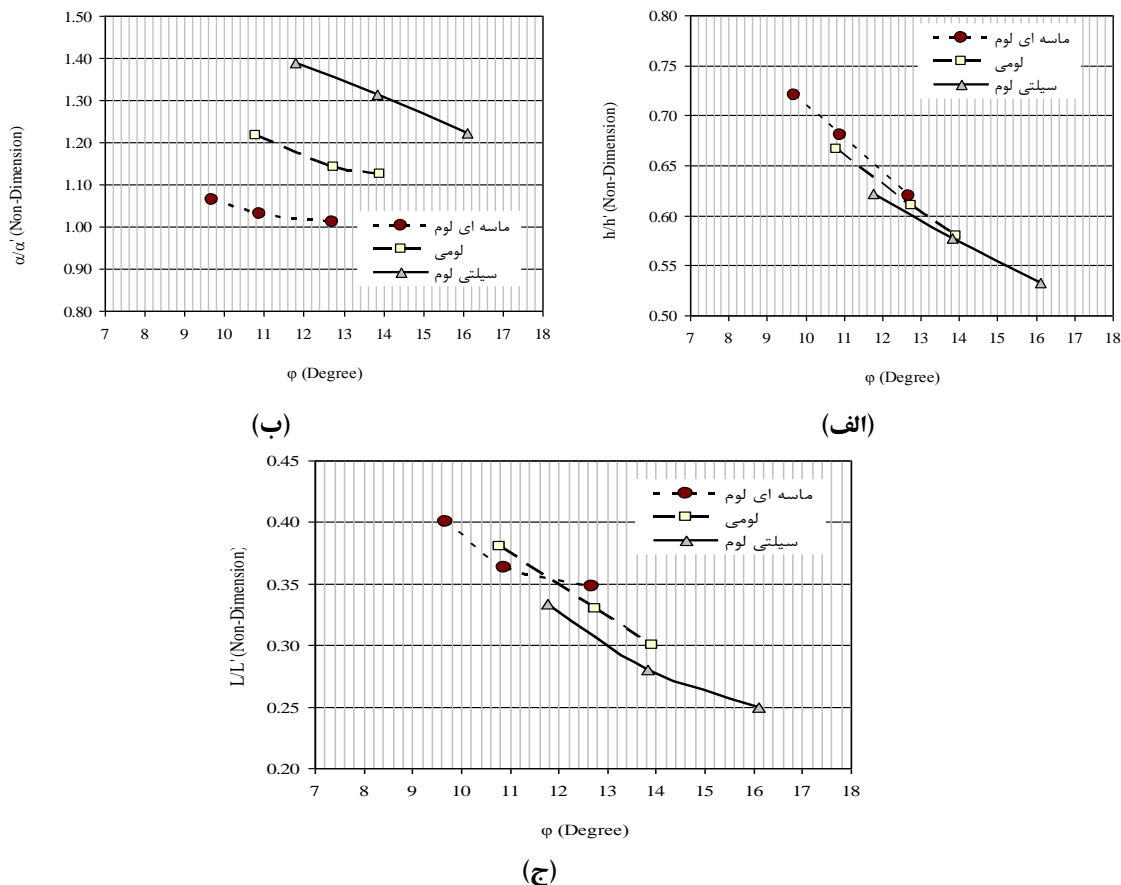 1.50
1.40
1.30
1.20
1.10
1.00
0.90
0.80
α/α' (Non-Dimension)
7 8 9 10 11 12 13 14 15 16 17 18
φ (Degree)
ماسه ای لوم
لومی
سیلتی لوم
(ب)
0.80
0.75
0.70
0.65
0.60
0.55
0.50
h/h' (Non-Dimension)
7 8 9 10 11 12 13 14 15 16 17 18
φ (Degree)
ماسه ای لوم
لومی
سیلتی لوم
(الف)
0.45
0.40
0.35
0.30
0.25
0.20
L/L' (Non-Dimension)
7 8 9 10 11 12 13 14 15 16 17 18
φ (Degree)
ماسه ای لوم
لومی
سیلتی لوم
(ج)